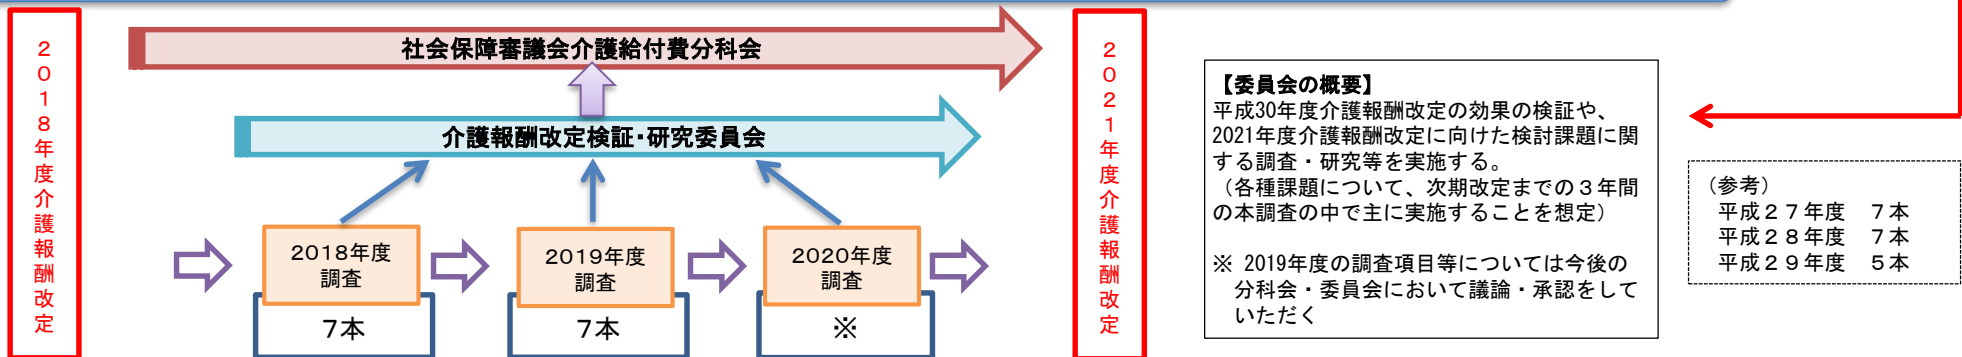 2018年度介護報酬改定
社会保障審議会介護給付費分科会
介護報酬改定検証・研究委員会
2018年度
調査
7本
2019年度
調査
7本
2020年度
調査
※
2021年度介護報酬改定
【委員会の概要】
平成30年度介護報酬改定の効果の検証や、
2021年度介護報酬改定に向けた検討課題に関
する調査・研究等を実施する。
(各種課題について、次期改定までの3年間
の本調査の中で主に実施することを想定)
※ 2019年度の調査項目等については今後の
分科会・委員会において議論・承認をして
いただく
(参考)
平成27年度 7本
平成28年度 7本
平成29年度 5本